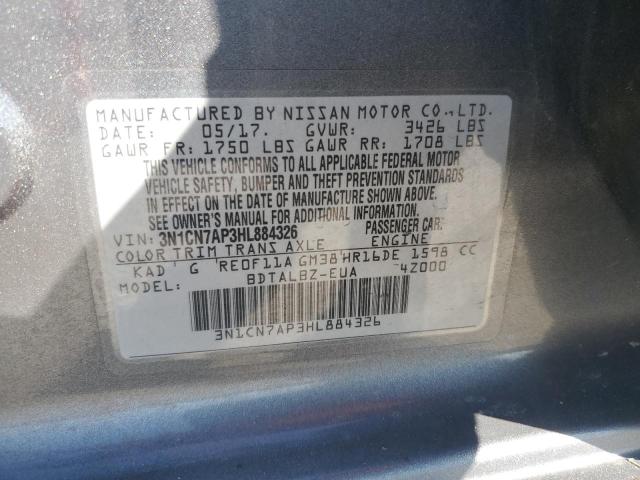 MANUFACTURED BY NISSAN MOTOR CO.,LTD.
DATE: 05/17. GVWR: 3426 LBS
GAWR FR: 1750 LBS GAWR RR: 1708 LBS
THIS VEHICLE CONFORMS TO ALL APPLICABLE FEDERAL MOTOR
VEHICLE SAFETY, BUMPER AND THEFT PREVENTION STANDARDS
IN EFFECT ON THE DATE OF MANUFACTURE SHOWN ABOVE.
SEE OWNER'S MANUAL FOR ADDITIONAL INFORMATION.
VIN: 3N1CN7AP3HL884326 PASSENGER CAR
COLOR TRIM TRANS AXLE ENGINE
KAD G RE0F11A GM38 HR16DE 1598 CC
MODEL: BDTALBZ-EUA 4Z000
3N1CN7AP3HL884326